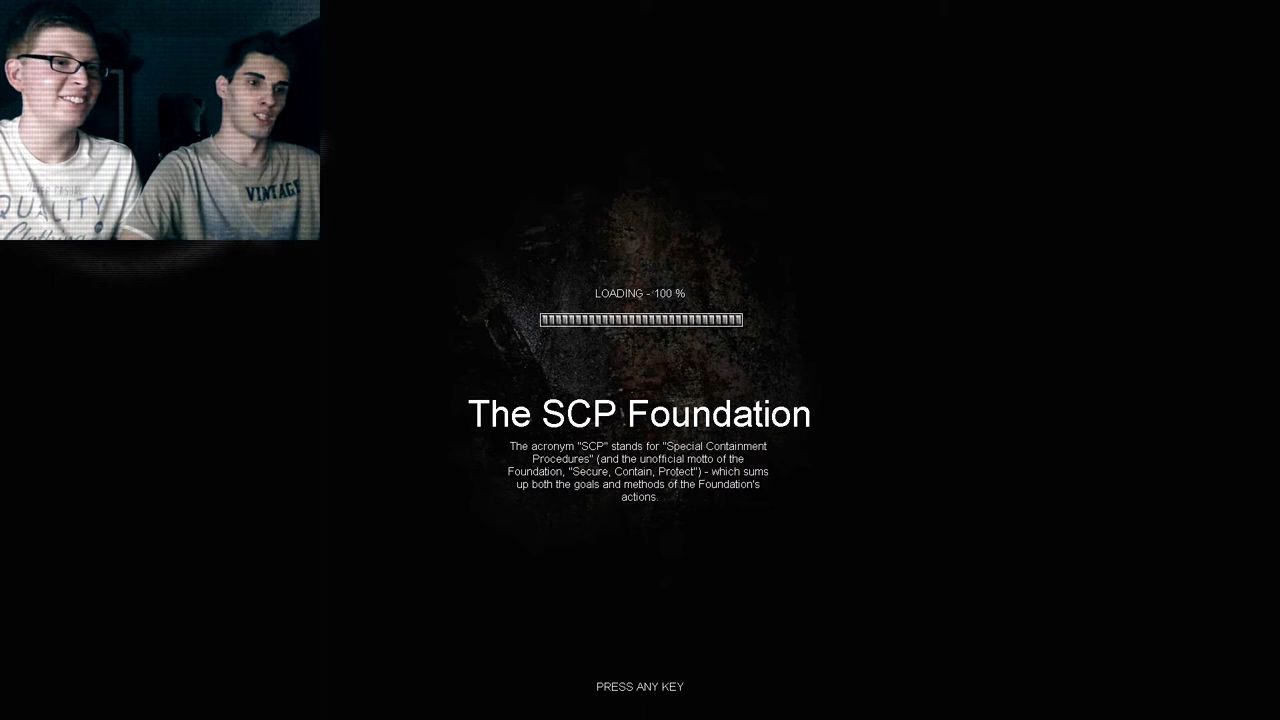 QUALITY
Clothing
VINTAGE
LOADING - 100 %
The SCP Foundation
The acronym "SCP" stands for "Special Containment
Procedures" (and the unofficial motto of the
Foundation, "Secure, Contain, Protect") - which sums
up both the goals and methods of the Foundation's
actions.
PRESS ANY KEY